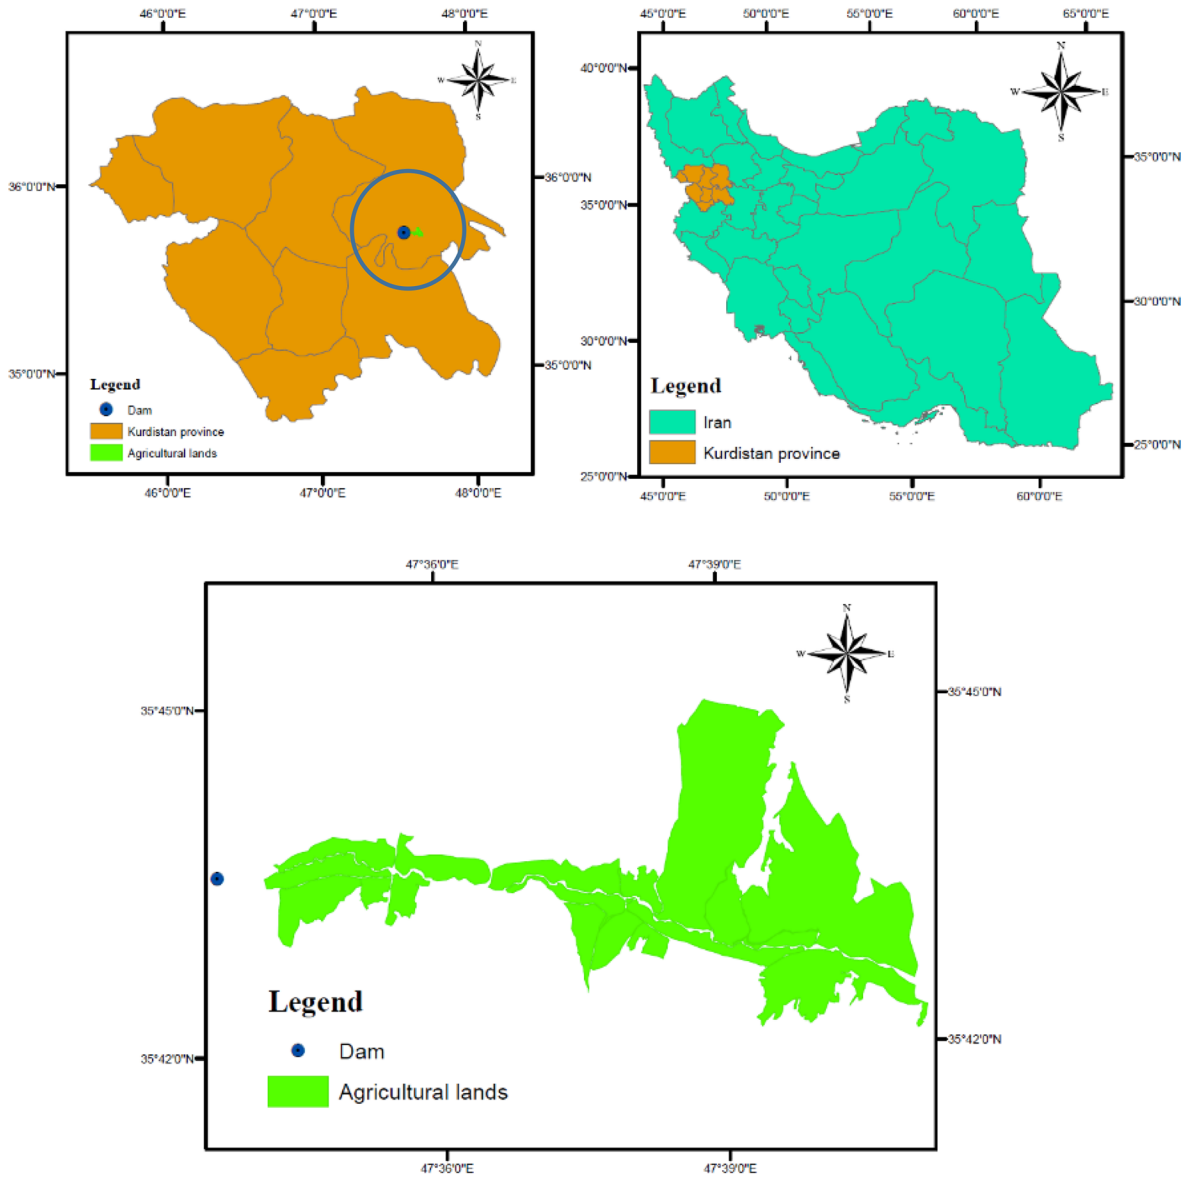 46°0'0"E 47°0'0"E 48°0'0"E
N
W E
S
36°0'0"N
36°0'0"N
35°0'0"N
35°0'0"N
Legend
Dam
Kurdistan province
Agricultural lands
46°0'0"E 47°0'0"E 48°0'0"E
45°0'0"E 50°0'0"E 55°0'0"E 60°0'0"E 65°0'0"E
40°0'0"N
N
W E
S
35°0'0"N
35°0'0"N
30°0'0"N
30°0'0"N
Legend
Iran
Kurdistan province
25°0'0"N
25°0'0"N
45°0'0"E 50°0'0"E 55°0'0"E 60°0'0"E
47°36'0"E 47°39'0"E
N
W E
S
35°45'0"N
35°45'0"N
Legend
Dam
Agricultural lands
35°42'0"N
35°42'0"N
47°36'0"E 47°39'0"E